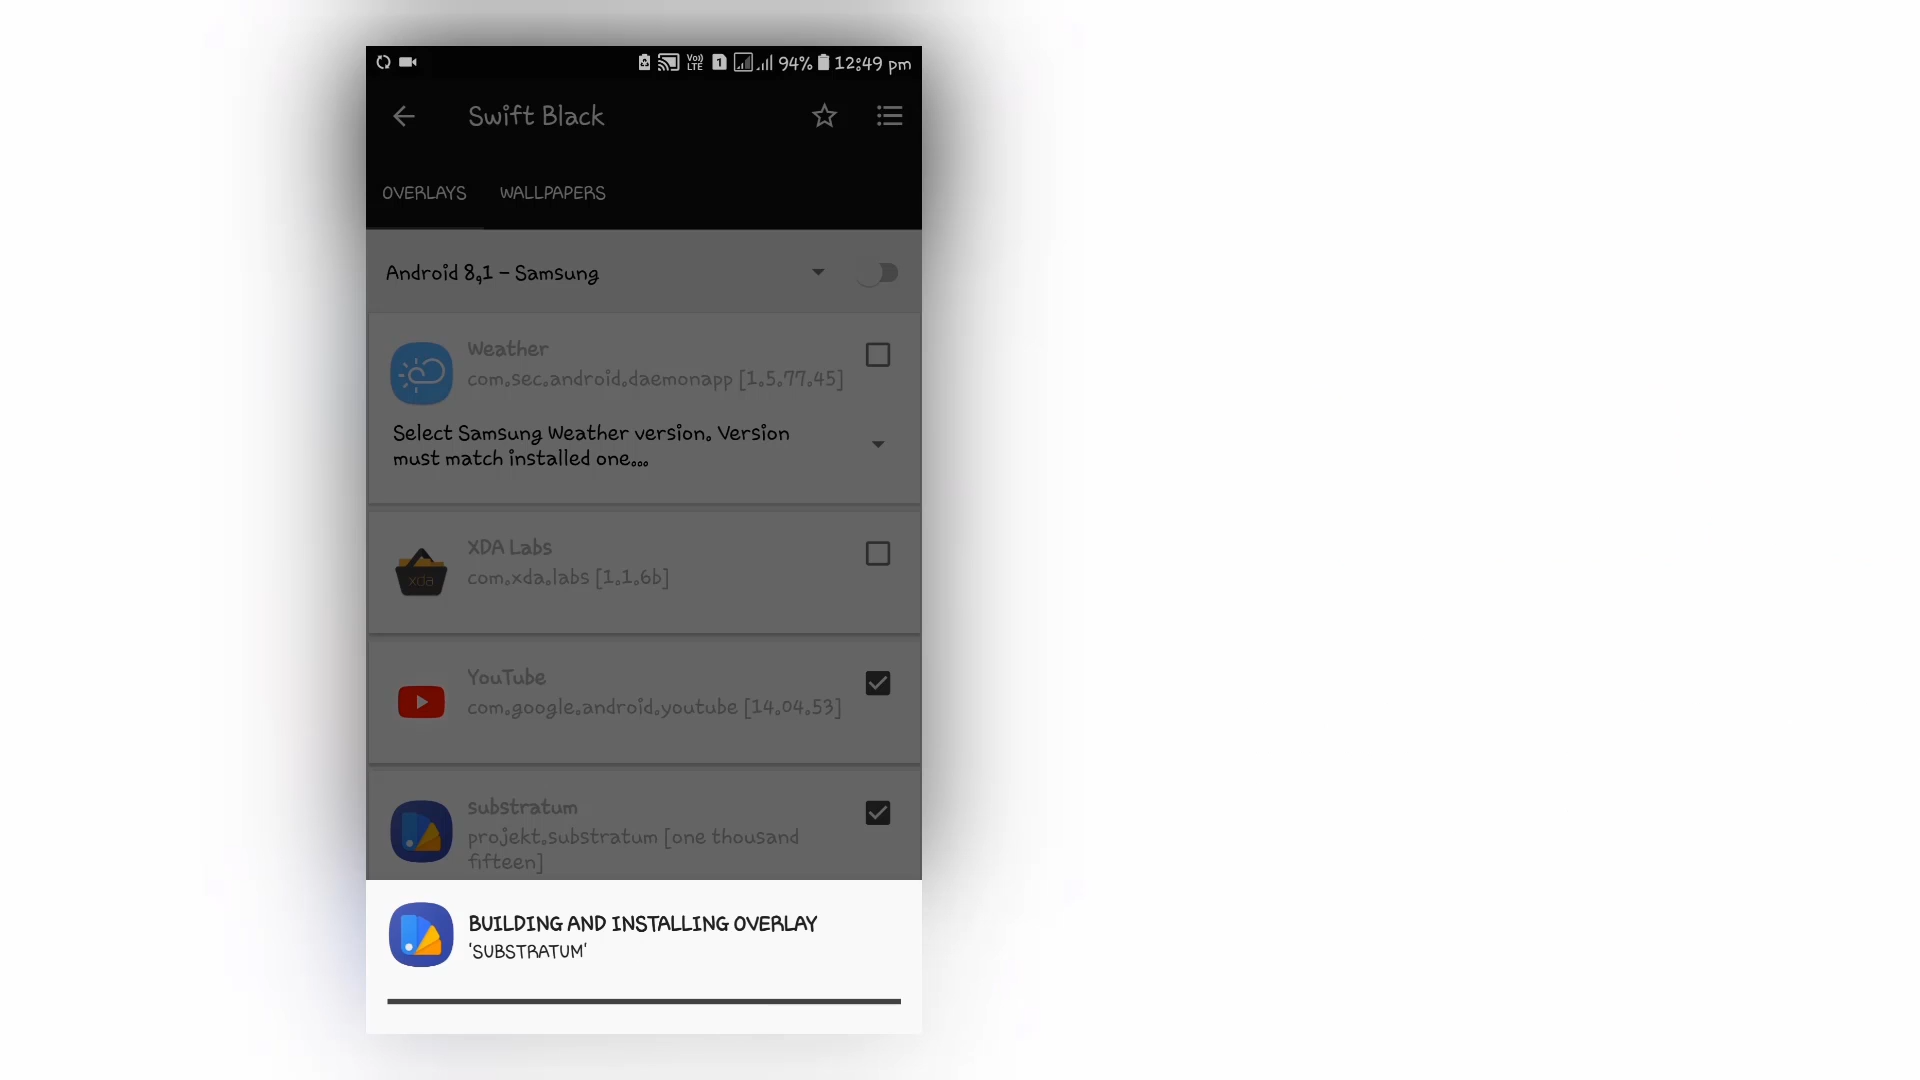 Vo)) LTE 1 94% 12:49 pm
Swift Black
OVERLAYS WALLPAPERS
Android 8.1 - Samsung
Weather
com.sec.android.daemonapp [1.5.77.45]
Select Samsung Weather version. Version
must match installed one...
XDA Labs
xda
com.xda.labs [1.1.6b]
YouTube
com.google.android.youtube [14.04.53]
substratum
projekt.substratum [one thousand
fifteen]
BUILDING AND INSTALLING OVERLAY
'SUBSTRATUM'